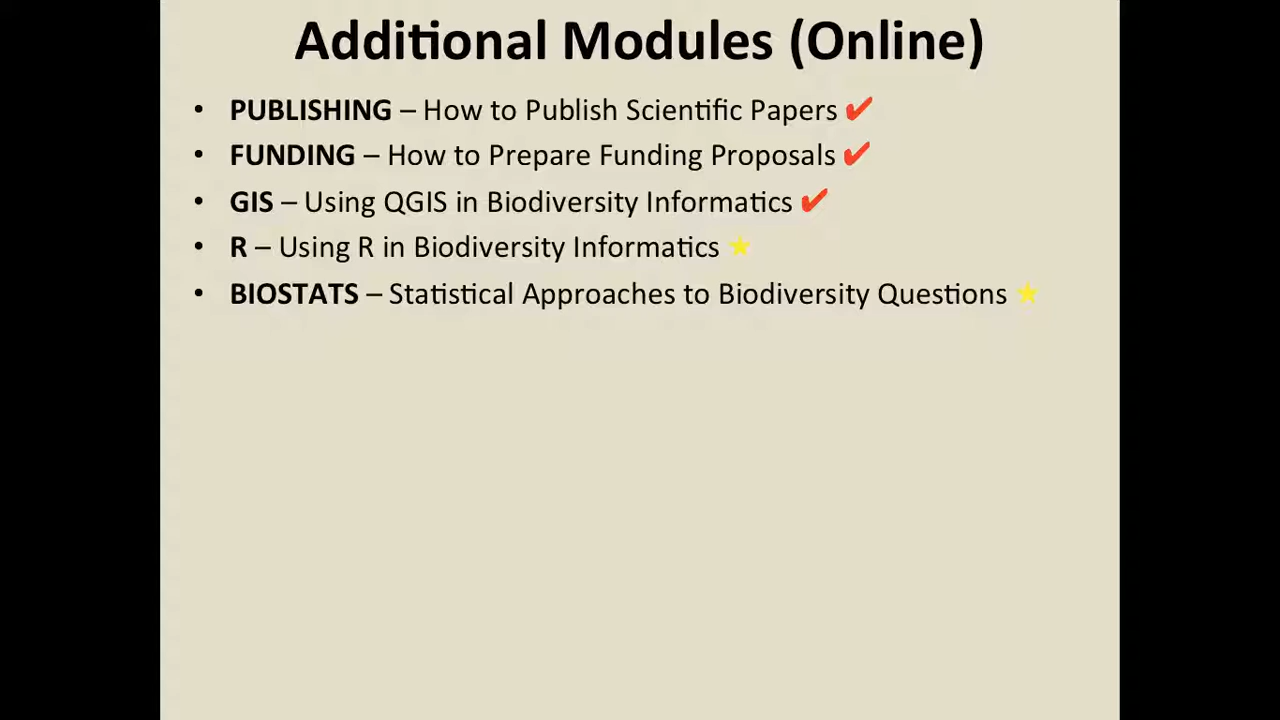 Additional Modules (Online)
• PUBLISHING – How to Publish Scientific Papers ✔
• FUNDING – How to Prepare Funding Proposals ✔
• GIS – Using QGIS in Biodiversity Informatics ✔
• R – Using R in Biodiversity Informatics ★
• BIOSTATS – Statistical Approaches to Biodiversity Questions ★